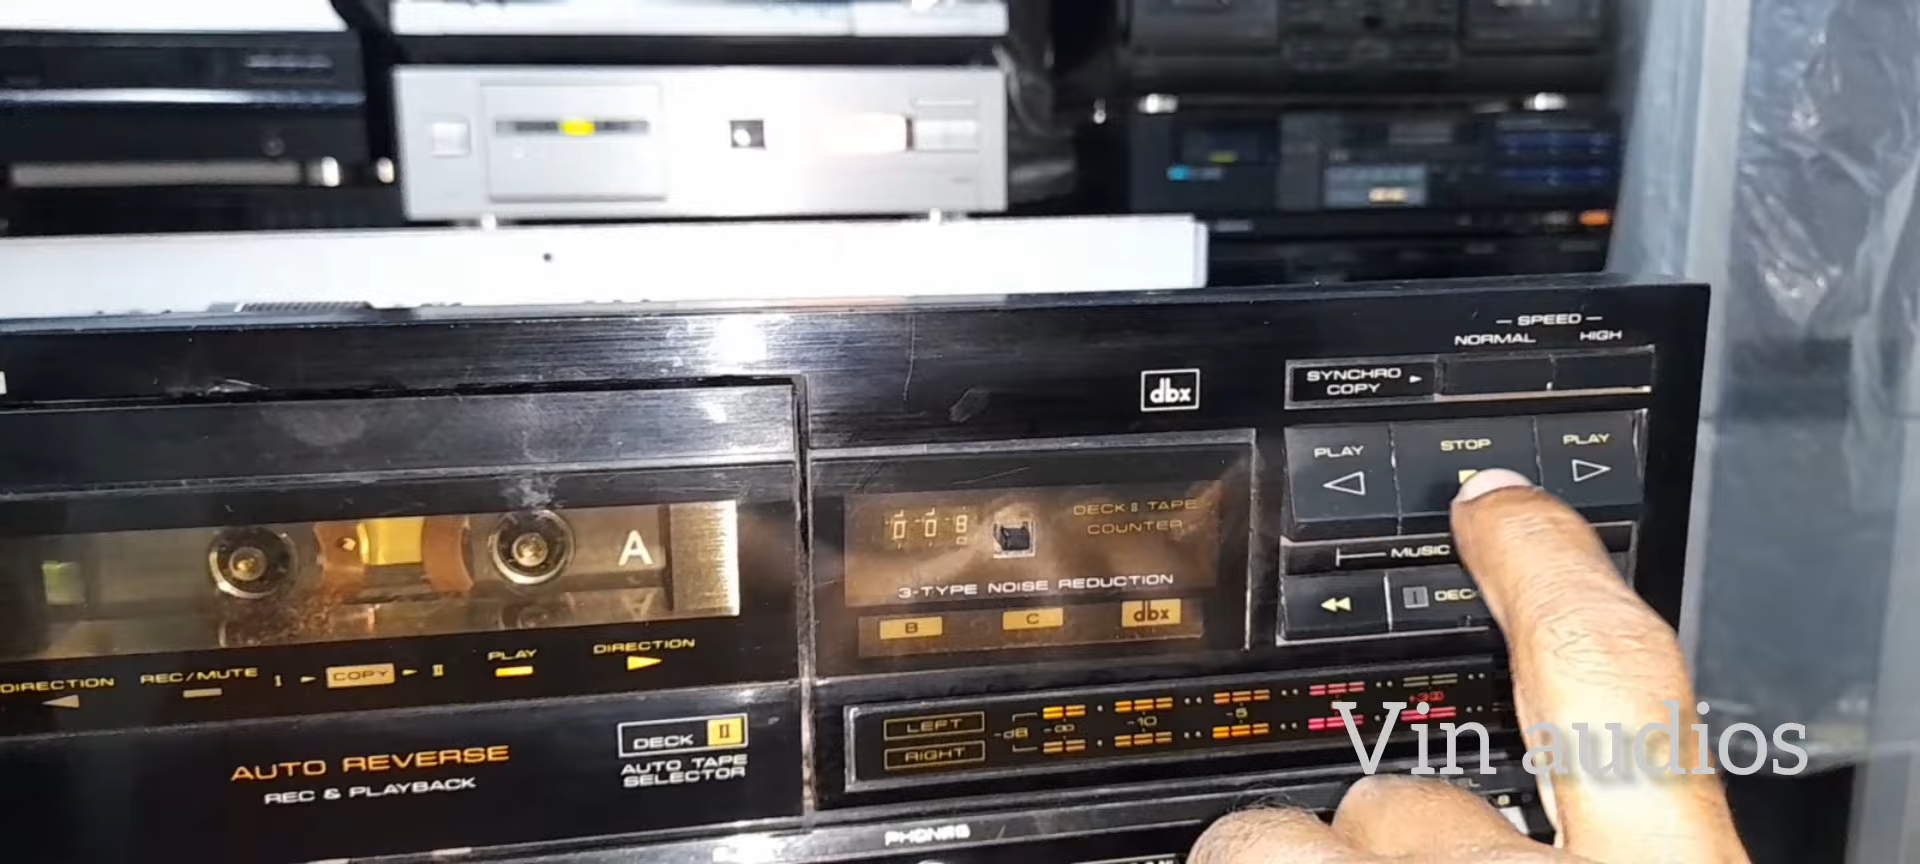 SPEED
NORMAL HIGH
SYNCHRO
COPY
dbx
PLAY STOP PLAY
A
DECK II TAPE
COUNTER
3-TYPE NOISE REDUCTION
B C dbx
MUSIC
I
DIRECTION REC/MUTE I COPY II PLAY DIRECTION
AUTO REVERSE
REC & PLAYBACK
DECK II
AUTO TAPE
SELECTOR
LEFT
RIGHT
-dB -∞ -10 -5
Vin audios
PHONES